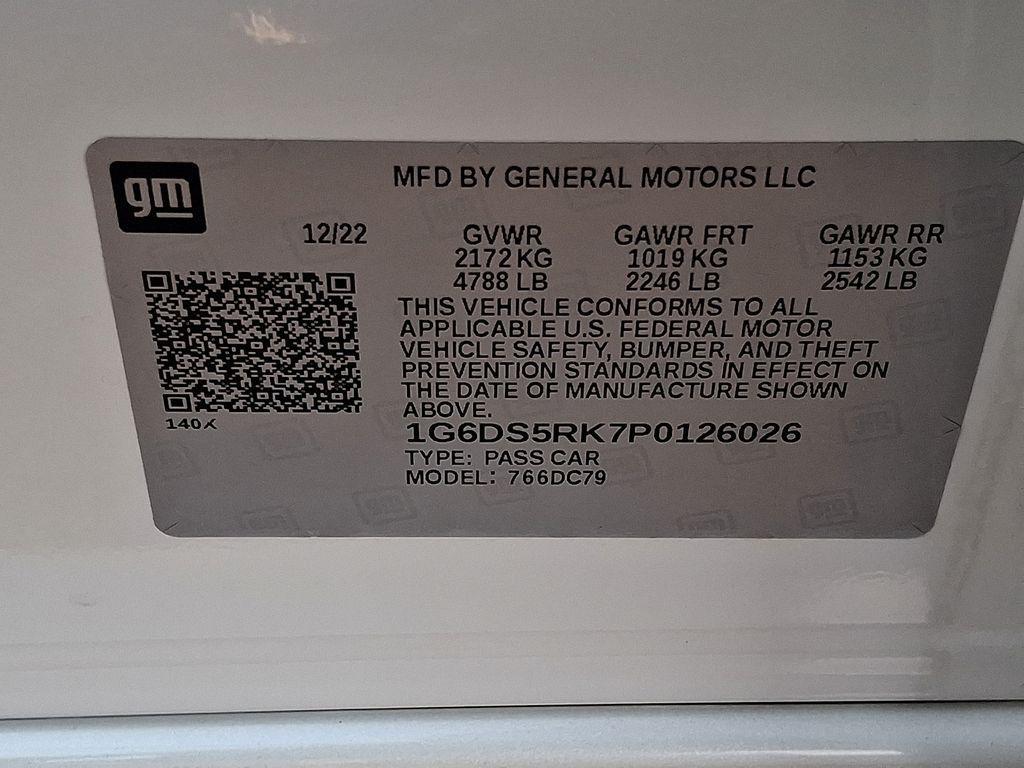 gm
MFD BY GENERAL MOTORS LLC
12/22 GVWR GAWR FRT GAWR RR
2172 KG 1019 KG 1153 KG
4788 LB 2246 LB 2542 LB
THIS VEHICLE CONFORMS TO ALL
APPLICABLE U.S. FEDERAL MOTOR
VEHICLE SAFETY, BUMPER, AND THEFT
PREVENTION STANDARDS IN EFFECT ON
THE DATE OF MANUFACTURE SHOWN
ABOVE.
140X
1G6DS5RK7P0126026
TYPE: PASS CAR
MODEL: 766DC79